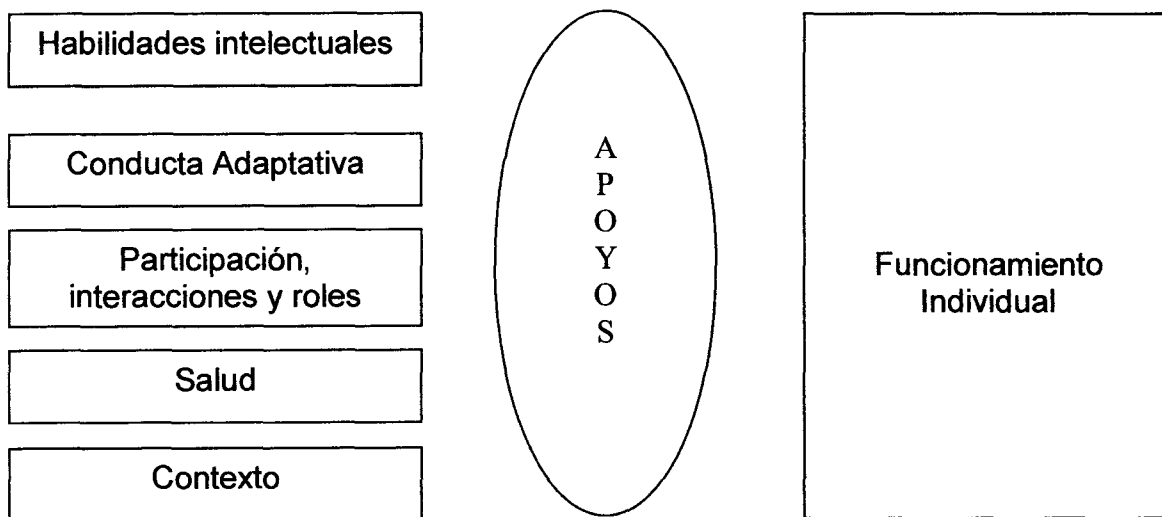 Habilidades intelectuales
Conducta Adaptativa
Participación,
interacciones y roles
Salud
Contexto
A
P
O
Y
O
S
Funcionamiento
Individual